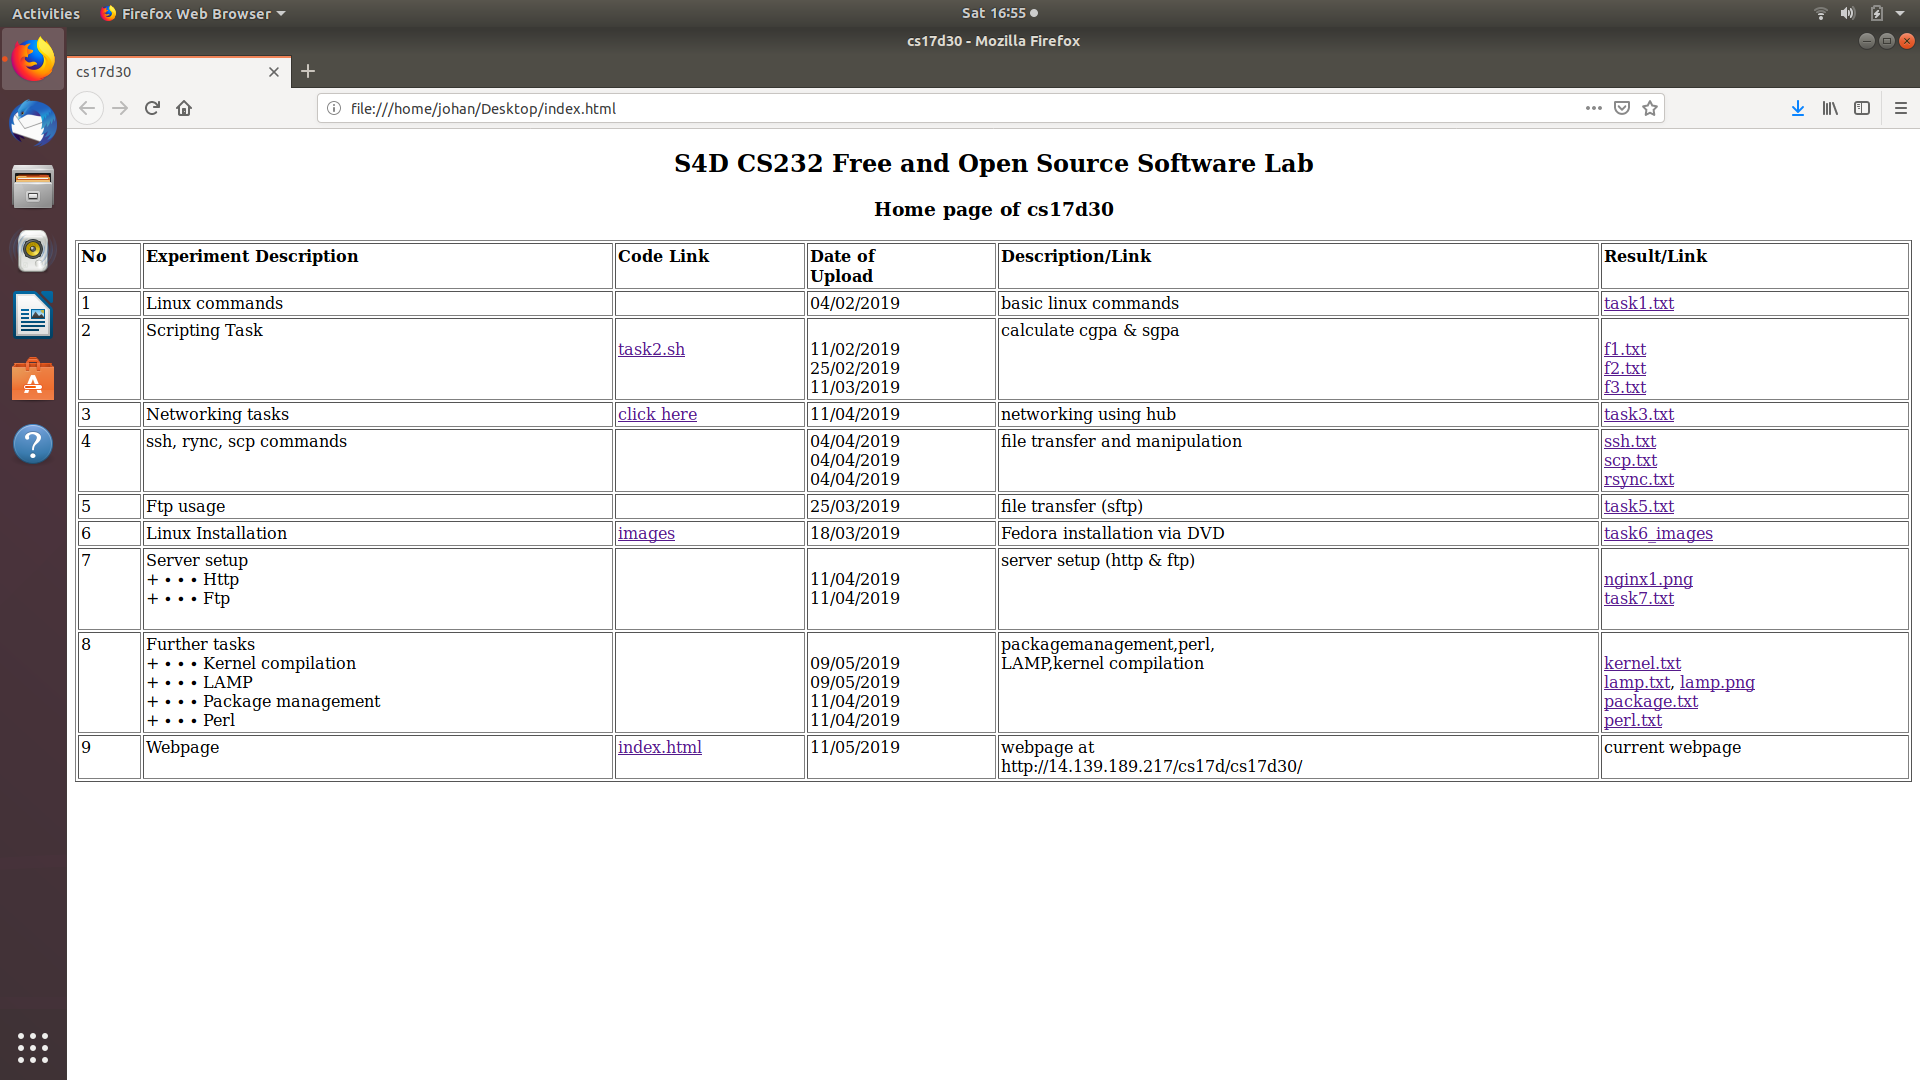 Activities Firefox Web Browser Sat 16:55
cs17d30 - Mozilla Firefox
cs17d30
file:///home/johan/Desktop/index.html
S4D CS232 Free and Open Source Software Lab
Home page of cs17d30
No Experiment Description Code Link Date of Upload Description/Link Result/Link
1 Linux commands 04/02/2019 basic linux commands task1.txt
2 Scripting Task calculate cgpa & sgpa
task2.sh 11/02/2019 f1.txt
25/02/2019 f2.txt
11/03/2019 f3.txt
3 Networking tasks click here 11/04/2019 networking using hub task3.txt
4 ssh, rync, scp commands 04/04/2019 file transfer and manipulation ssh.txt
04/04/2019 scp.txt
04/04/2019 rsync.txt
5 Ftp usage 25/03/2019 file transfer (sftp) task5.txt
6 Linux Installation images 18/03/2019 Fedora installation via DVD task6_images
7 Server setup server setup (http & ftp)
+ • • • Http 11/04/2019 nginx1.png
+ • • • Ftp 11/04/2019 task7.txt
8 Further tasks packagemanagement,perl,
+ • • • Kernel compilation 09/05/2019 LAMP,kernel compilation kernel.txt
+ • • • LAMP 09/05/2019 lamp.txt, lamp.png
+ • • • Package management 11/04/2019 package.txt
+ • • • Perl 11/04/2019 perl.txt
9 Webpage index.html 11/05/2019 webpage at current webpage
http://14.139.189.217/cs17d/cs17d30/